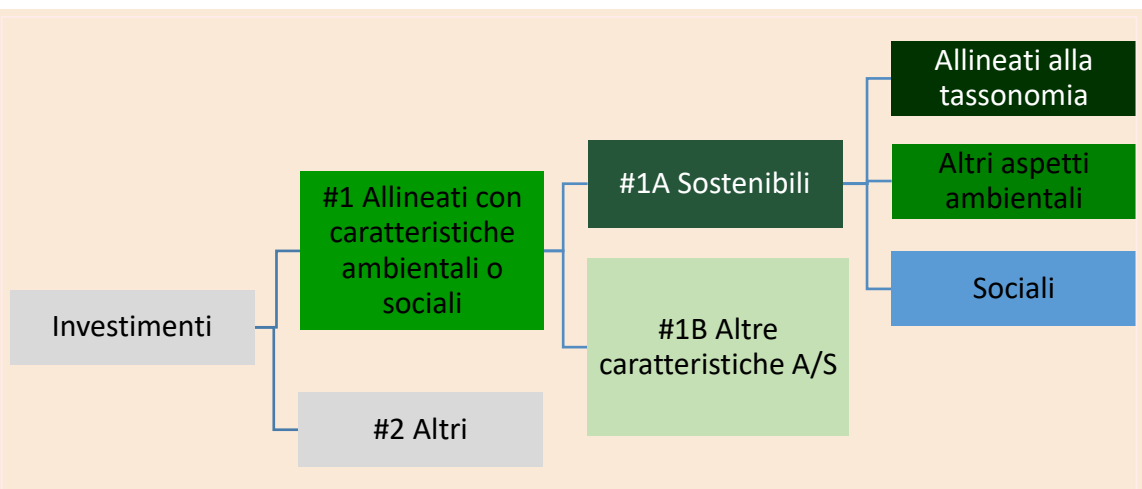 Investimenti
#1 Allineati con
caratteristiche
ambientali o
sociali
#2 Altri
#1A Sostenibili
#1B Altre
caratteristiche A/S
Allineati alla
tassonomia
Altri aspetti
ambientali
Sociali